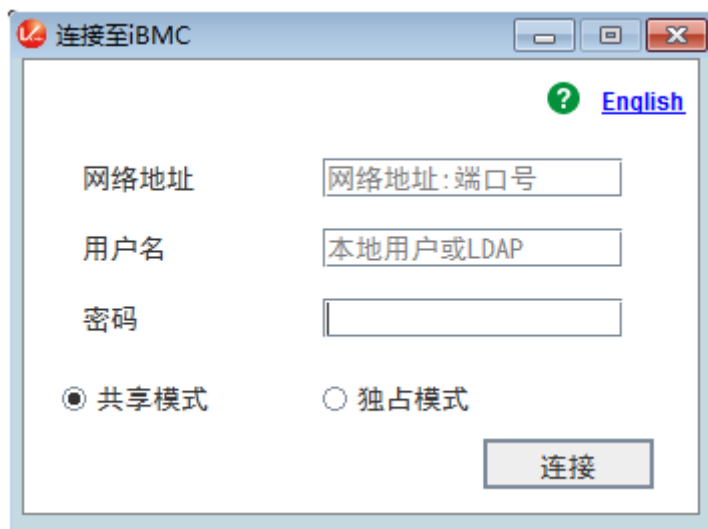 连接至iBMC
English
网络地址 网络地址:端口号
用户名 本地用户或LDAP
密码
共享模式 独占模式
连接